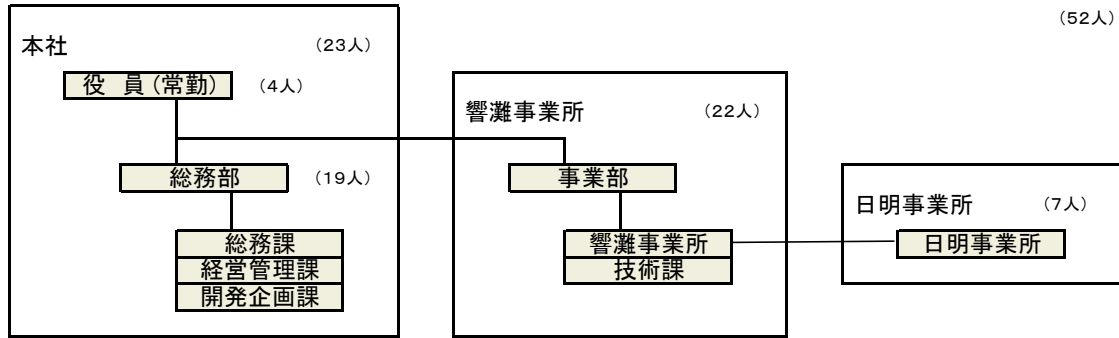 (52人)
本社 (23人)
役 員(常勤) (4人)
総務部 (19人)
総務課
経営管理課
開発企画課
響灘事業所 (22人)
事業部
響灘事業所
技術課
日明事業所 (7人)
日明事業所